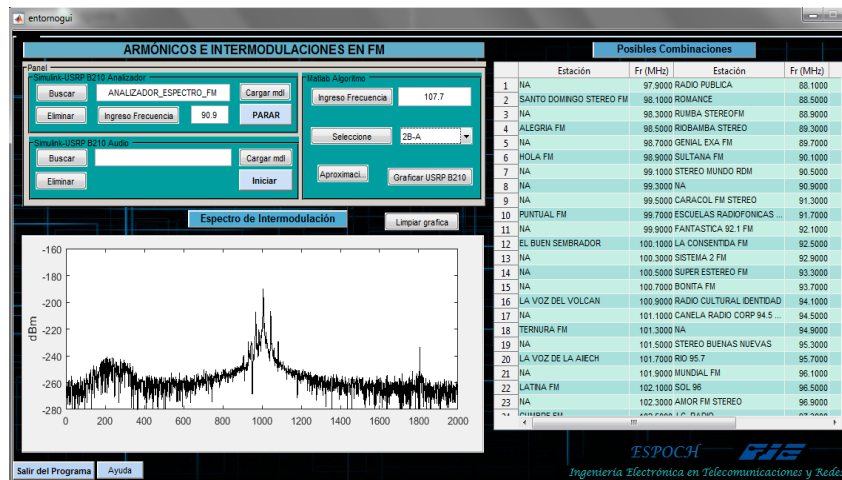 entornogui
ARMÓNICOS E INTERMODULACIONES EN FM
Panel
Simulink-USRP B210 Analizador
Buscar ANALIZADOR_ESPECTRO_FM Cargar mdl
Eliminar Ingreso Frecuencia 90.9 PARAR
Simulink-USRP B210 Audio
Buscar Cargar mdl
Eliminar Iniciar
Matlab Algoritmo
Ingreso Frecuencia 107.7
Seleccione 2B-A
Aproximaci... Graficar USRP B210
Espectro de Intermodulación Limpiar grafica
dBm
-160
-180
-200
-220
-240
-260
-280
0 200 400 600 800 1000 1200 1400 1600 1800 2000
Salir del Programa Ayuda
Posibles Combinaciones
Estación Fr (MHz) Estación Fr (MHz)
1 NA 97.9000 RADIO PUBLICA 88.1000
2 SANTO DOMINGO STEREO FM 98.1000 ROMANCE 88.5000
3 NA 98.3000 RUMBA STEREOFM 88.9000
4 ALEGRIA FM 98.5000 RIOBAMBA STEREO 89.3000
5 NA 98.7000 GENIAL EXA FM 89.7000
6 HOLA FM 98.9000 SULTANA FM 90.1000
7 NA 99.1000 STEREO MUNDO RDM 90.5000
8 NA 99.3000 NA 90.9000
9 NA 99.5000 CARACOL FM STEREO 91.3000
10 PUNTUAL FM 99.7000 ESCUELAS RADIOFONICAS ... 91.7000
11 NA 99.9000 FANTASTICA 92.1 FM 92.1000
12 EL BUEN SEMBRADOR 100.1000 LA CONSENTIDA FM 92.5000
13 NA 100.3000 SISTEMA 2 FM 92.9000
14 NA 100.5000 SUPER ESTEREO FM 93.3000
15 NA 100.7000 BONITA FM 93.7000
16 LA VOZ DEL VOLCAN 100.9000 RADIO CULTURAL IDENTIDAD 94.1000
17 NA 101.1000 CANELA RADIO CORP 94.5 ... 94.5000
18 TERNURA FM 101.3000 NA 94.9000
19 NA 101.5000 STEREO BUENAS NUEVAS 95.3000
20 LA VOZ DE LA AIIECH 101.7000 RIO 95.7 95.7000
21 NA 101.9000 MUNDIAL FM 96.1000
22 LATINA FM 102.1000 SOL 96 96.5000
23 NA 102.3000 AMOR FM STEREO 96.9000
ESPOCH FIE
Ingeniería Electrónica en Telecomunicaciones y Redes